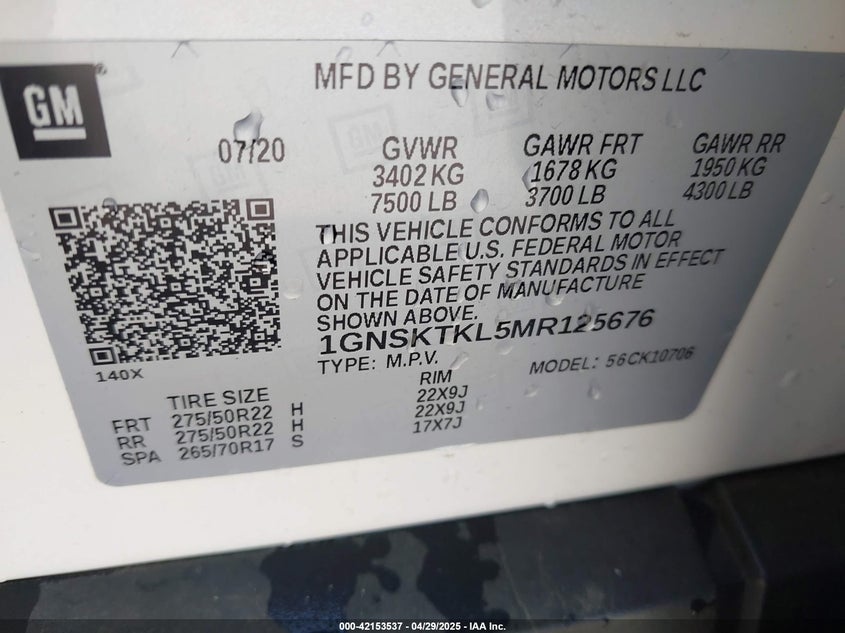 GM
MFD BY GENERAL MOTORS LLC
07/20
GVWR GAWR FRT GAWR RR
3402 KG 1678 KG 1950 KG
7500 LB 3700 LB 4300 LB
THIS VEHICLE CONFORMS TO ALL
APPLICABLE U.S. FEDERAL MOTOR
VEHICLE SAFETY STANDARDS IN EFFECT
ON THE DATE OF MANUFACTURE
SHOWN ABOVE.
1GNSKTKL5MR125676
TYPE: M.P.V. MODEL: 56CK10706
140X
TIRE SIZE RIM
FRT 275/50R22 H 22X9J
RR 275/50R22 H 22X9J
SPA 265/70R17 S 17X7J
000-42153537 - 04/29/2025 - IAA Inc.